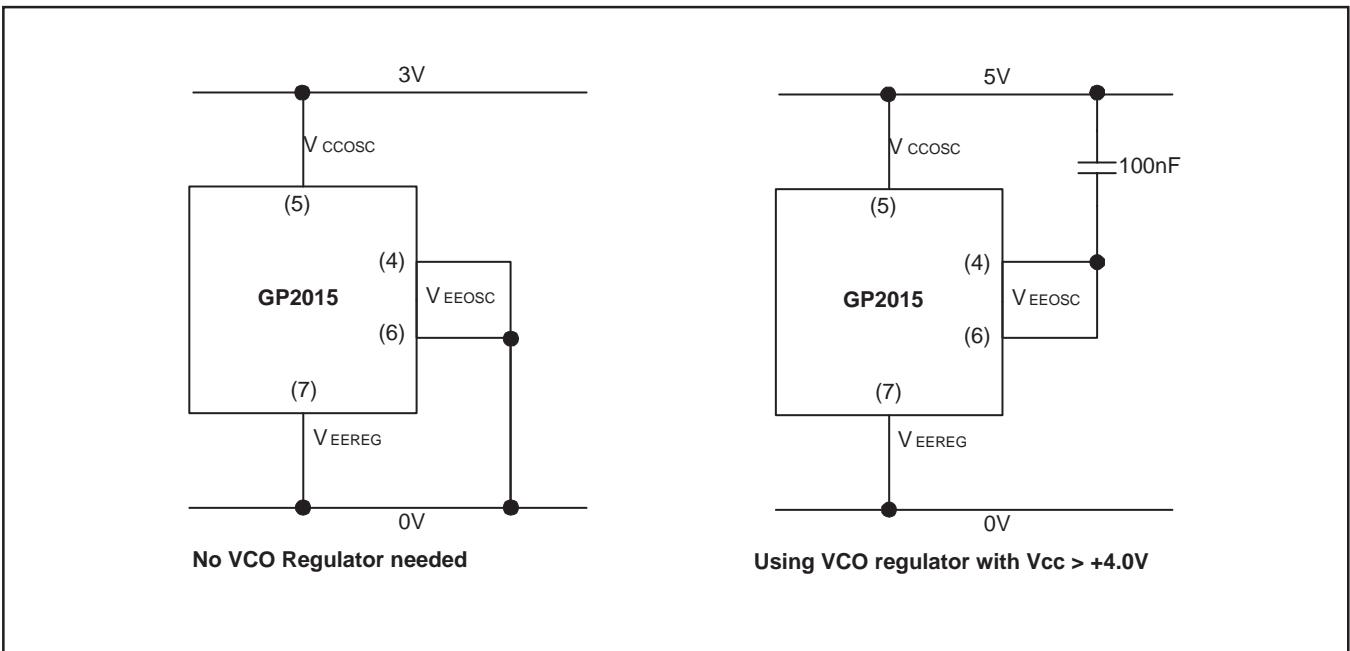 3V
V CCOSC
(5)
(4)
GP2015
V EEOSC
(6)
(7)
V EEREG
0V
No VCO Regulator needed
5V
V CCOSC
100nF
(5)
(4)
GP2015
V EEOSC
(6)
(7)
V EEREG
0V
Using VCO regulator with Vcc > +4.0V